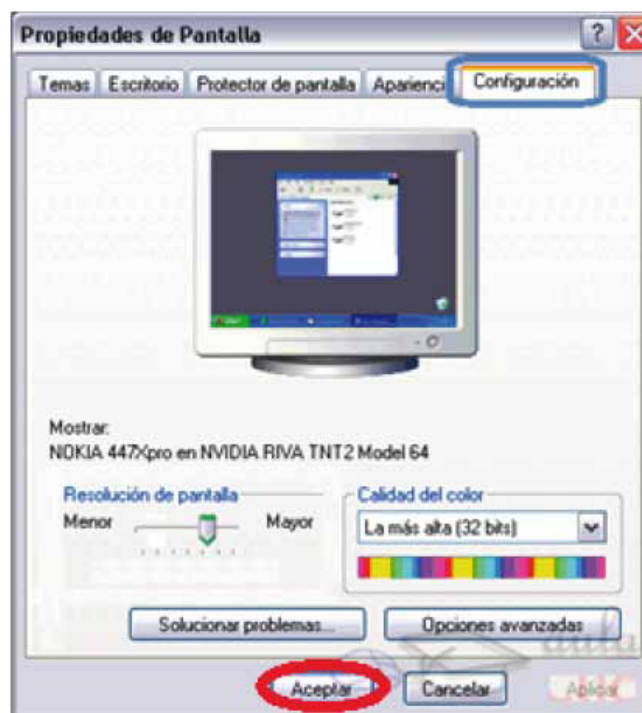 Propiedades de Pantalla
Temas Escritorio Protector de pantalla Aparienci Configuración
Mostrar:
NOKIA 447Xpro en NVIDIA RIVA TNT2 Model 64
Resolución de pantalla
Menor Mayor
Calidad del color
La más alta (32 bits)
Solucionar problemas... Opciones avanzadas
Aceptar Cancelar Aplicar
aula